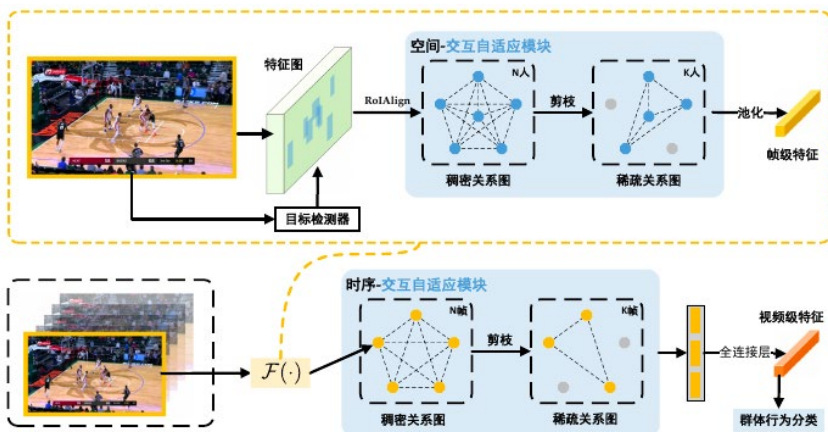 特征图
空间-交互自适应模块
N人
K人
RoIAlign
剪枝
池化
稠密关系图
稀疏关系图
帧级特征
目标检测器
时序-交互自适应模块
N帧
K帧
F(·)
剪枝
全连接层
视频级特征
稠密关系图
稀疏关系图
群体行为分类